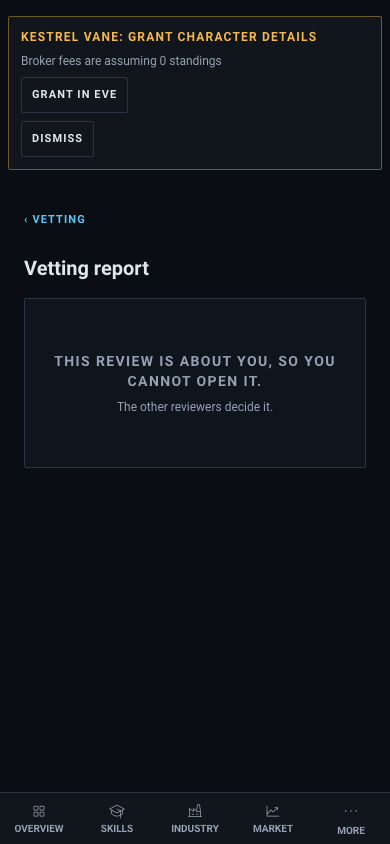 KESTREL VANE: GRANT CHARACTER DETAILS
Broker fees are assuming 0 standings
GRANT IN EVE
DISMISS
‹ VETTING
Vetting report
THIS REVIEW IS ABOUT YOU, SO YOU
CANNOT OPEN IT.
The other reviewers decide it.
OVERVIEW SKILLS INDUSTRY MARKET MORE